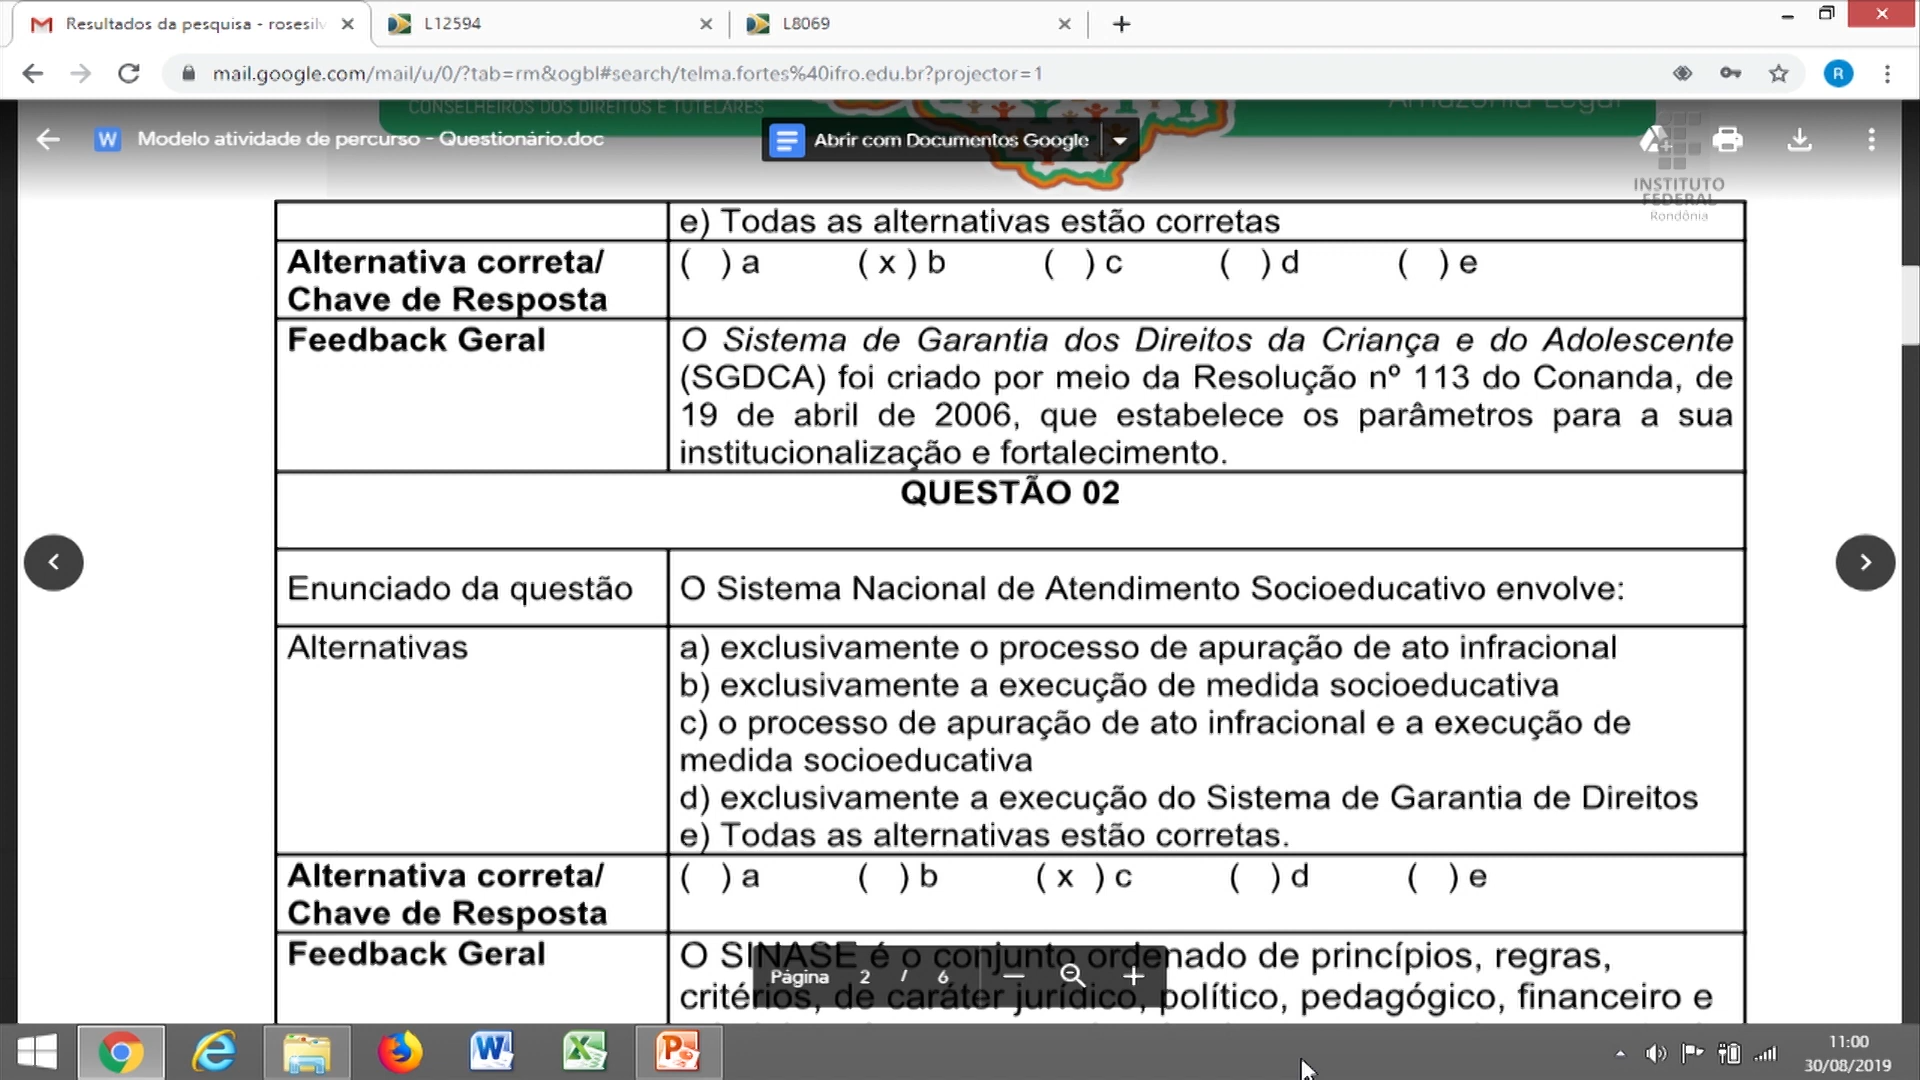 Resultados da pesquisa - rosesilv
L12594
L8069
mail.google.com/mail/u/0/?tab=rm&ogbl#search/telma.fortes%40ifro.edu.br?projector=1
R
CONSELHEIROS DOS DIREITOS E TUTELARES
Amazônia Legal
W
Modelo atividade de percurso - Questionário.doc
Abrir com Documentos Google
INSTITUTO
FEDERAL
Rondônia
e) Todas as alternativas estão corretas
Alternativa correta/
Chave de Resposta
( ) a ( x ) b ( ) c ( ) d ( ) e
Feedback Geral
O Sistema de Garantia dos Direitos da Criança e do Adolescente
(SGDCA) foi criado por meio da Resolução nº 113 do Conanda, de
19 de abril de 2006, que estabelece os parâmetros para a sua
institucionalização e fortalecimento.
QUESTÃO 02
Enunciado da questão
O Sistema Nacional de Atendimento Socioeducativo envolve:
Alternativas
a) exclusivamente o processo de apuração de ato infracional
b) exclusivamente a execução de medida socioeducativa
c) o processo de apuração de ato infracional e a execução de
medida socioeducativa
d) exclusivamente a execução do Sistema de Garantia de Direitos
e) Todas as alternativas estão corretas.
Alternativa correta/
Chave de Resposta
( ) a ( ) b ( x ) c ( ) d ( ) e
Feedback Geral
O SINASE é o conjunto ordenado de princípios, regras,
critérios, de caráter jurídico, político, pedagógico, financeiro e
Página 2 / 6
11:00
30/08/2019